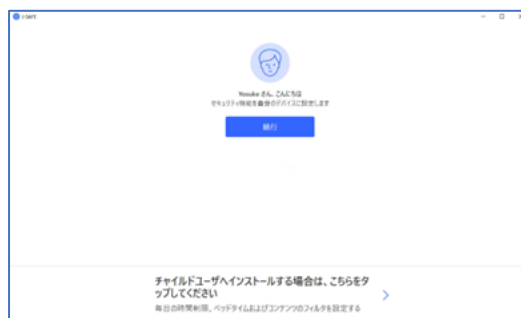 Yosuke さん、こんにちは
セキュリティ機能を自分のデバイスに設定します
続行
チャイルドユーザへインストールする場合は、こちらをタ
ップしてください
毎日の時間制限、ベッドタイムおよびコンテンツのフィルタを設定する